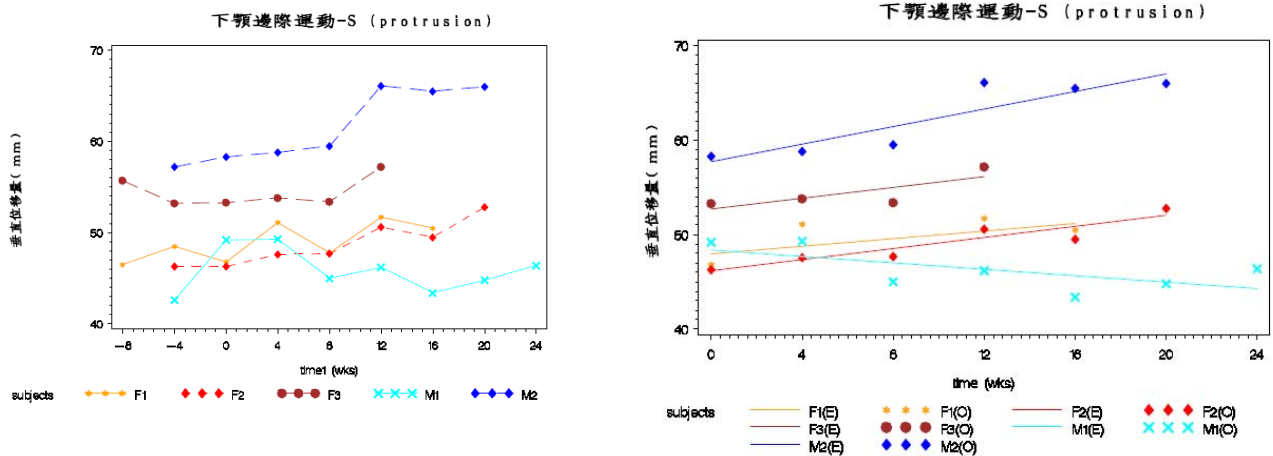 下顎邊際運動-S (protrusion)
垂直位移量(mm)
70
60
50
40
-8 -4 0 4 8 12 16 20 24
time1 (wks)
subjects F1 F2 F3 M1 M2
下顎邊際運動-S (protrusion)
垂直位移量(mm)
70
60
50
40
0 4 8 12 16 20 24
time (wks)
subjects F1(E) F1(O) F2(E) F2(O)
F3(E) F3(O) M1(E) M1(O)
M2(E) M2(O)